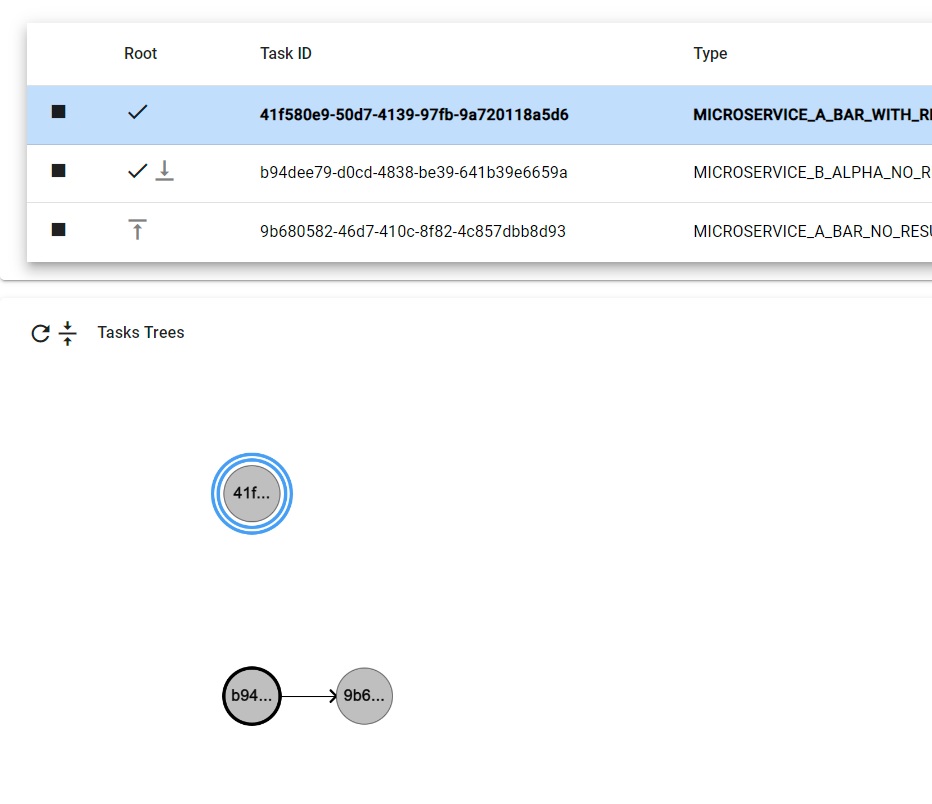 Root Task ID Type
41f580e9-50d7-4139-97fb-9a720118a5d6 MICROSERVICE_A_BAR_WITH_RE
b94dee79-d0cd-4838-be39-641b39e6659a MICROSERVICE_B_ALPHA_NO_R
9b680582-46d7-410c-8f82-4c857dbb8d93 MICROSERVICE_A_BAR_NO_RESU
Tasks Trees
41f...
b94... 9b6...